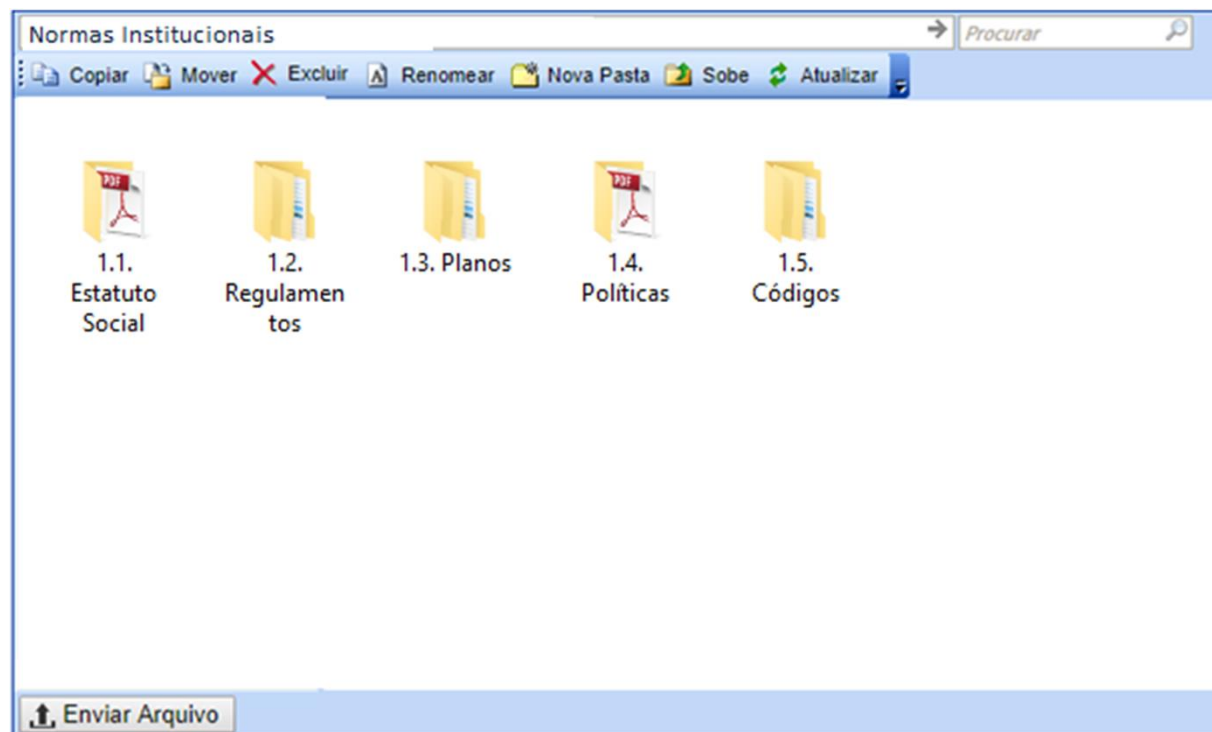 Normas Institucionais
Procurar
Copiar Mover Excluir Renomear Nova Pasta Sobe Atualizar
PDF
1.1.
Estatuto
Social
1.2.
Regulamen
tos
1.3. Planos
PDF
1.4.
Políticas
1.5.
Códigos
Enviar Arquivo